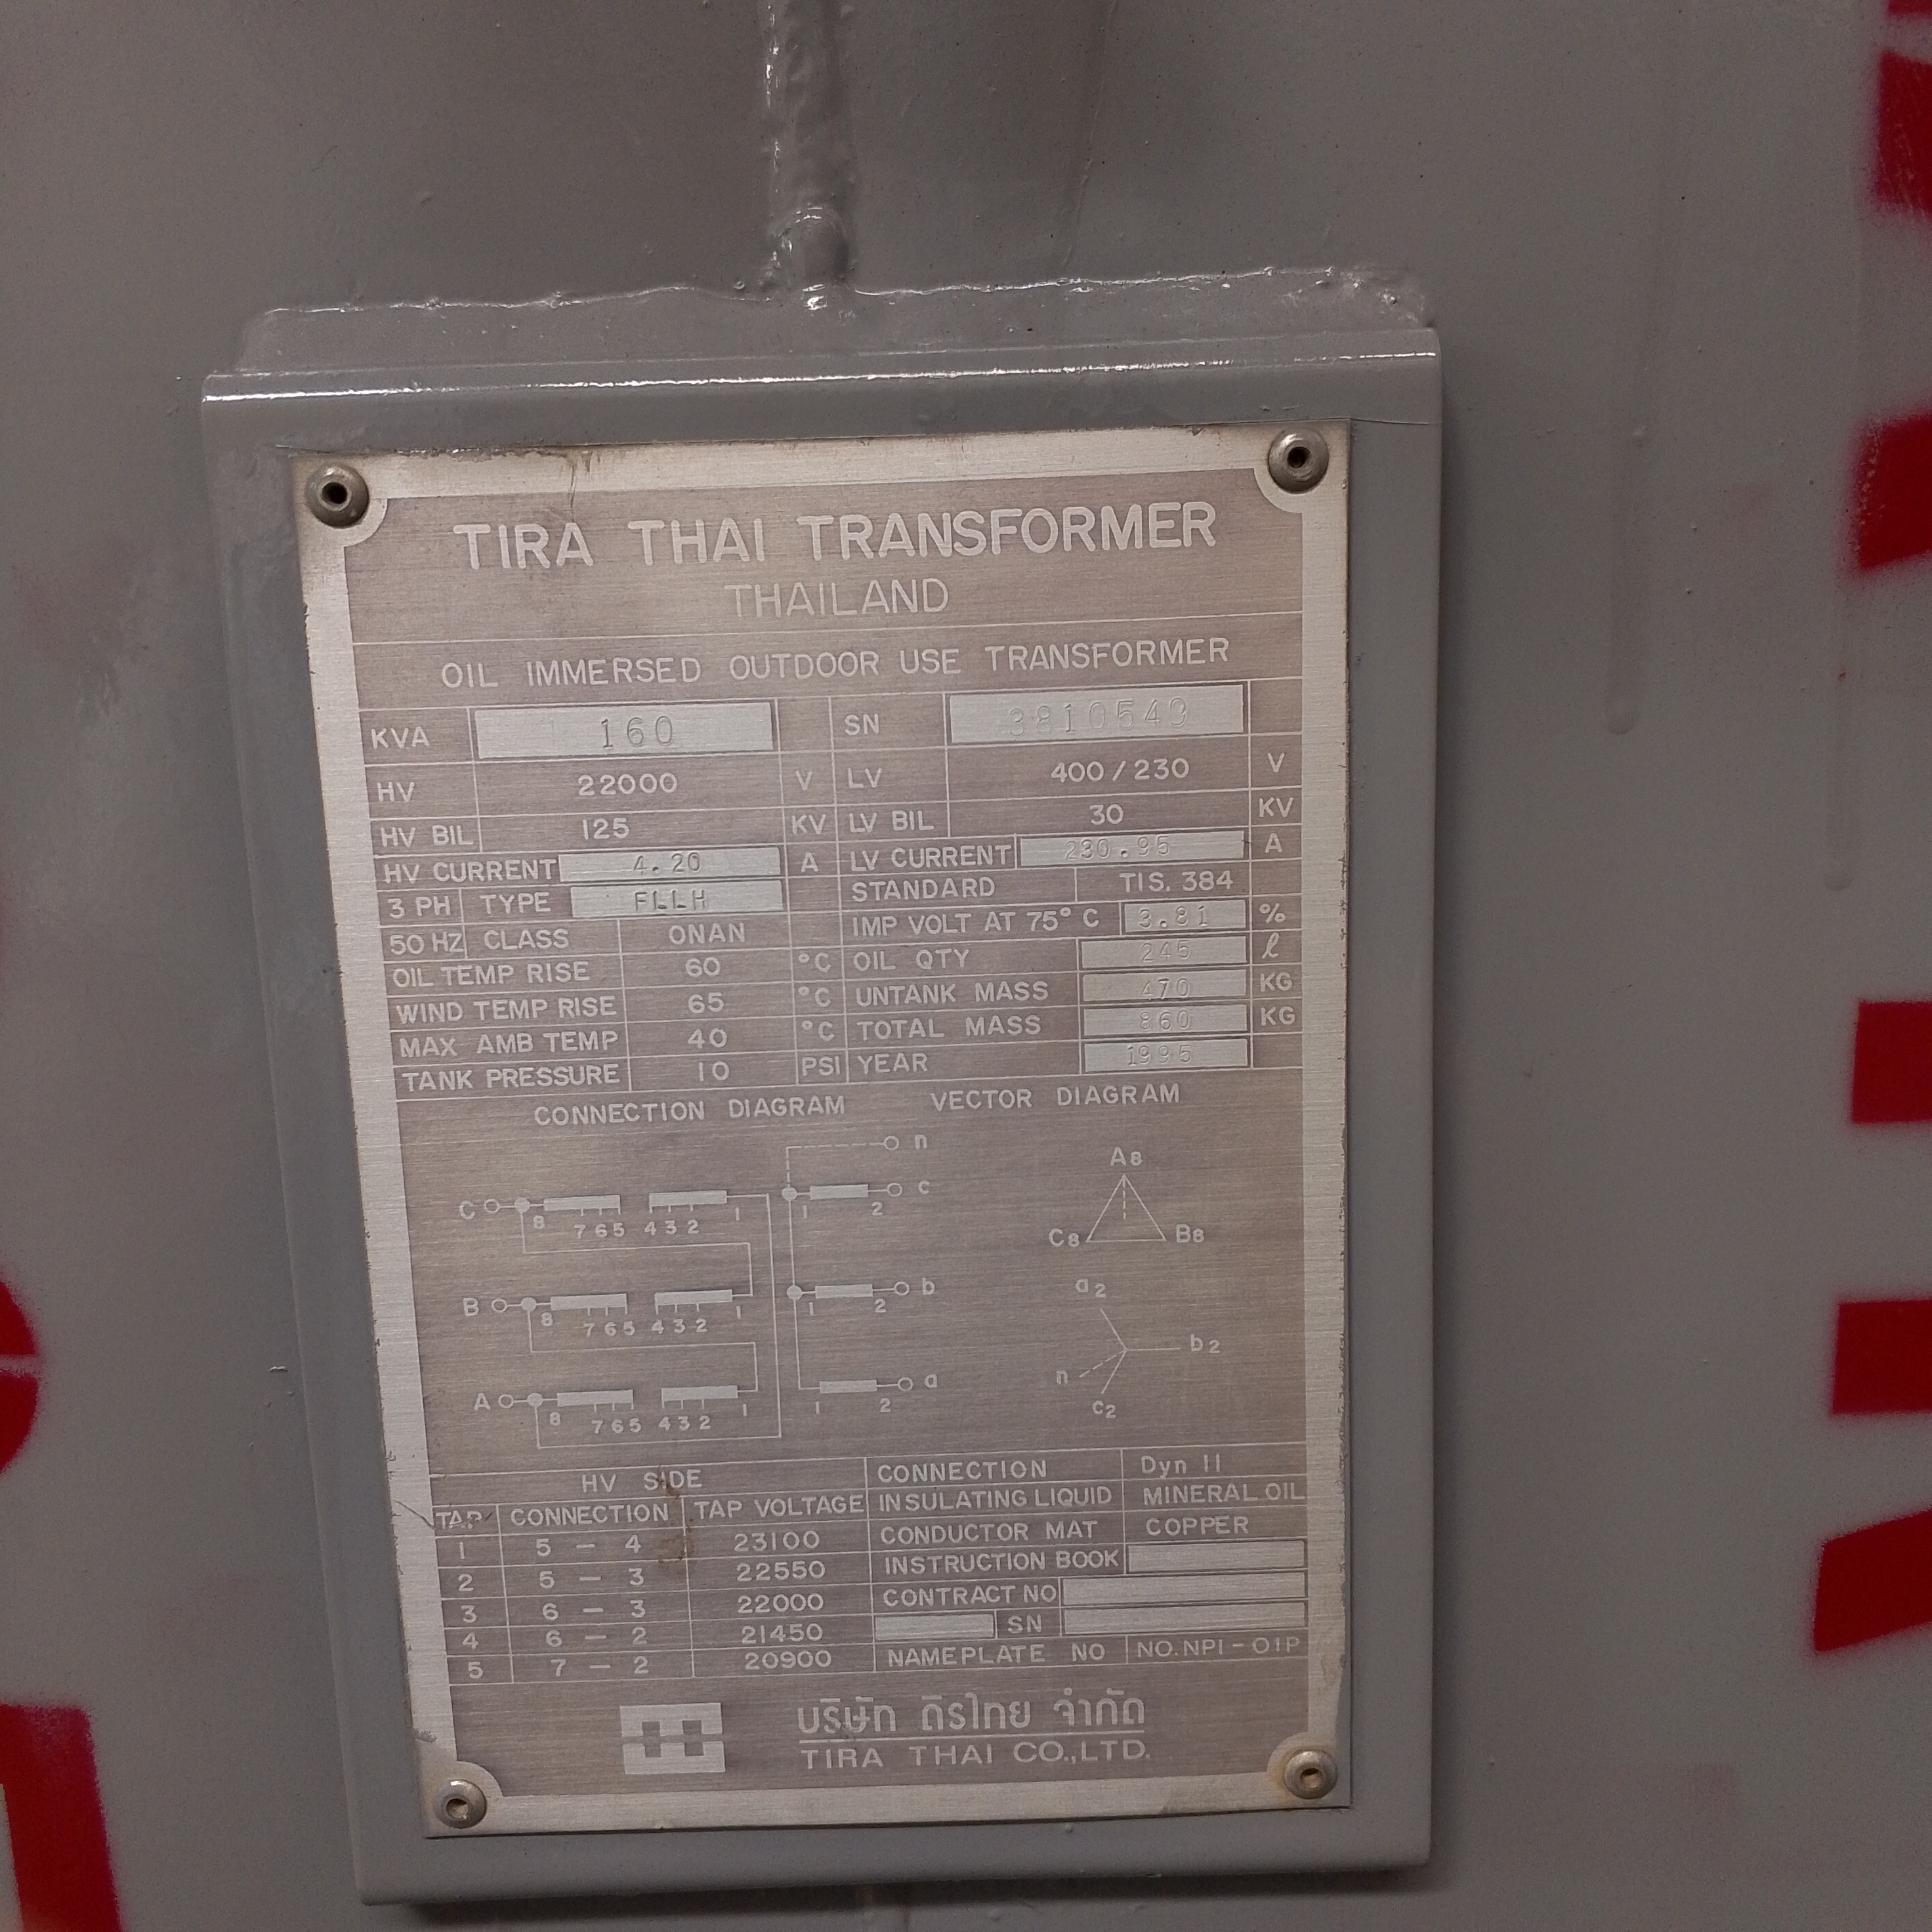 TIRA THAI TRANSFORMER
THAILAND
OIL IMMERSED OUTDOOR USE TRANSFORMER
KVA 160 SN 3810543
HV 22000 V LV 400/230 V
HV BIL 125 KV LV BIL 30 KV
HV CURRENT 4.20 A LV CURRENT 230.95 A
3 PH TYPE FLLH STANDARD TIS. 384
50 HZ CLASS ONAN IMP VOLT AT 75° C 3.81 %
OIL TEMP RISE 60 °C OIL QTY 245 ℓ
WIND TEMP RISE 65 °C UNTANK MASS 470 KG
MAX AMB TEMP 40 °C TOTAL MASS 860 KG
TANK PRESSURE 10 PSI YEAR 1995
CONNECTION DIAGRAM VECTOR DIAGRAM
n
C 8 7 6 5 4 3 2 1 1 2 c
B 8 7 6 5 4 3 2 1 1 2 b
A 8 7 6 5 4 3 2 1 1 2 a
A8
C8 B8
a2
b2
n
c2
HV SIDE CONNECTION Dyn 11
TAP CONNECTION TAP VOLTAGE INSULATING LIQUID MINERAL OIL
1 5 – 4 23100 CONDUCTOR MAT COPPER
2 5 – 3 22550 INSTRUCTION BOOK
3 6 – 3 22000 CONTRACT NO
4 6 – 2 21450 SN
5 7 – 2 20900 NAMEPLATE NO NO. NPI - 01P
บริษัท ถิรไทย จำกัด
TIRA THAI CO.,LTD.